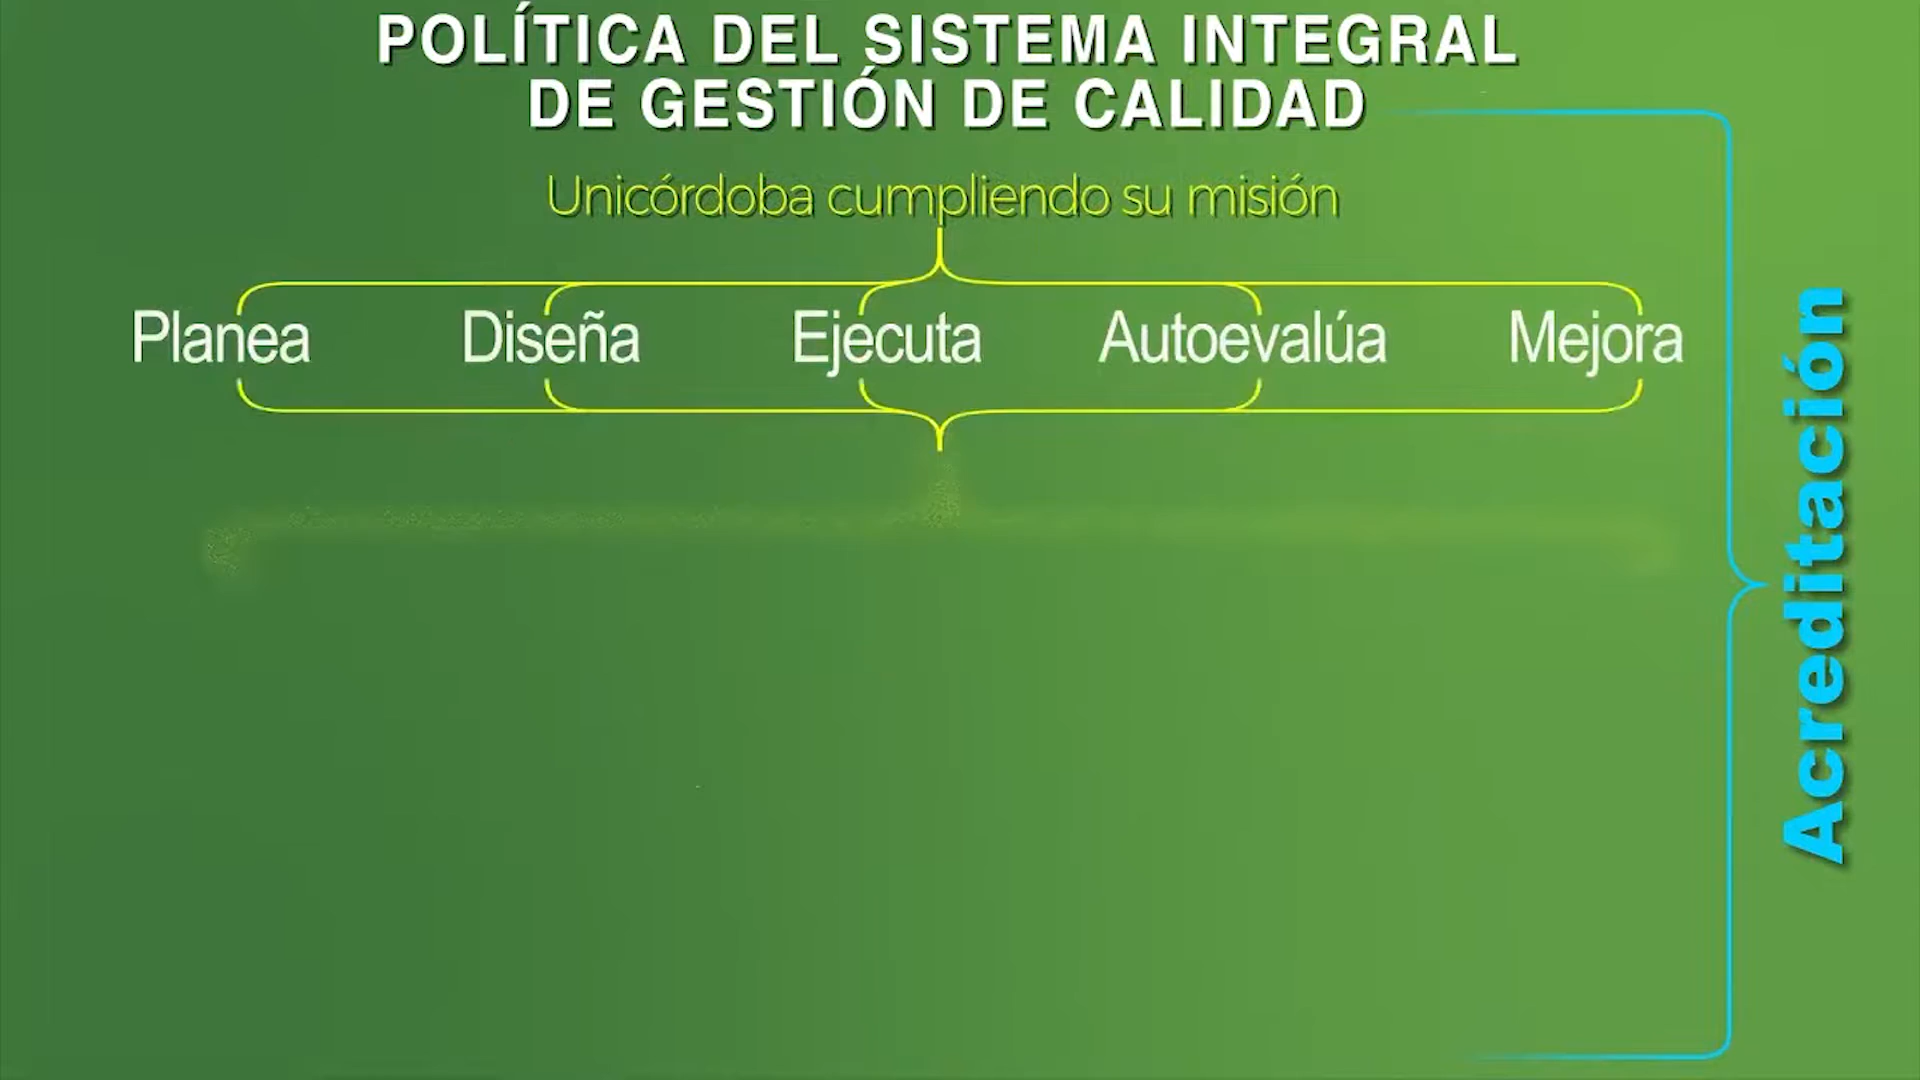 POLÍTICA DEL SISTEMA INTEGRAL
DE GESTIÓN DE CALIDAD
Unicórdoba cumpliendo su misión
Planea Diseña Ejecuta Autoevalúa Mejora
Acreditación